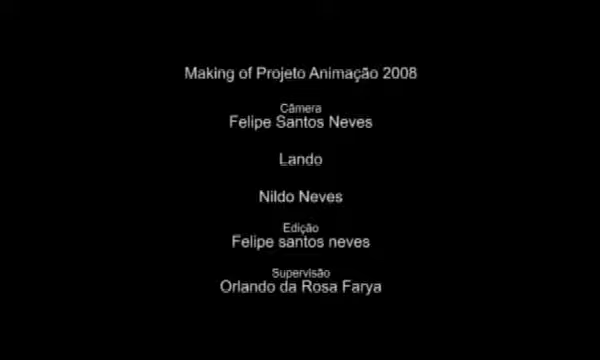 Making of Projeto Animação 2008
Câmera
Felipe Santos Neves
Lando
Nildo Neves
Edição
Felipe santos neves
Supervisão
Orlando da Rosa Farya